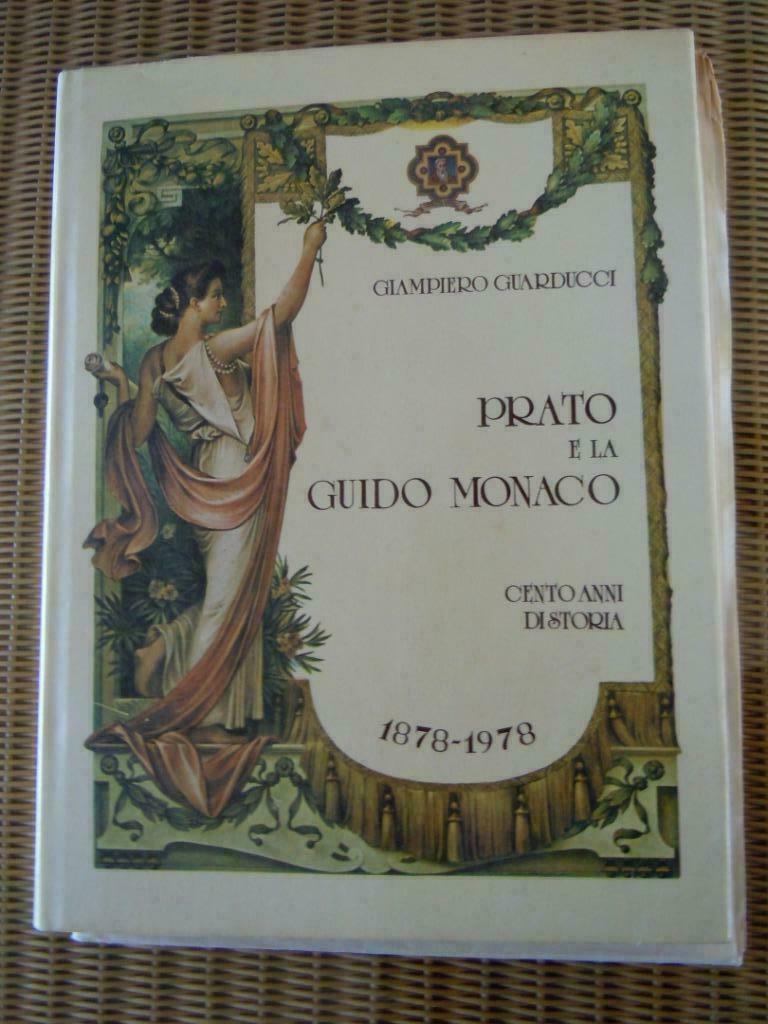 GIAMPIERO GUARDUCCI
PRATO
E LA
GUIDO MONACO
CENTO ANNI
DI STORIA
1878-1978